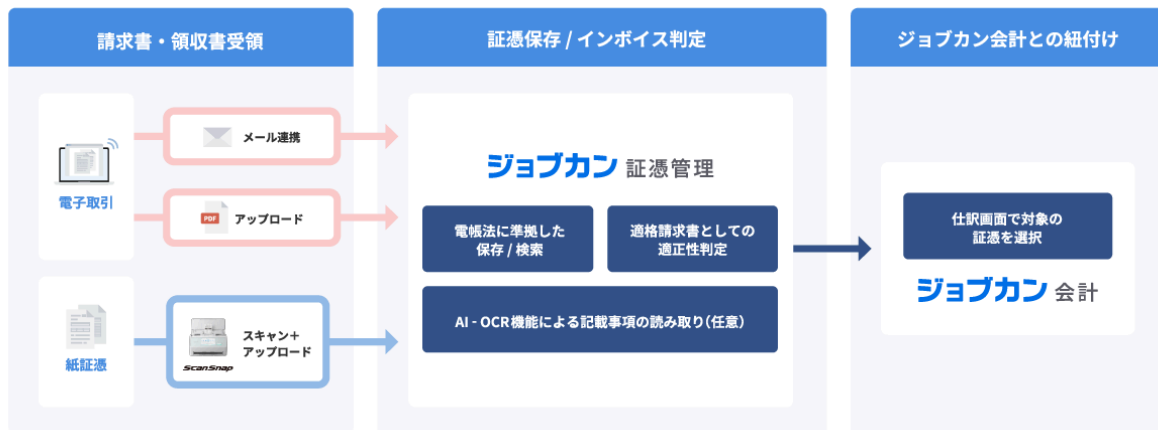 請求書・領収書受領
電子取引
メール連携
PDF
アップロード
紙証憑
スキャン＋
アップロード
ScanSnap
証憑保存 / インボイス判定
ジョブカン 証憑管理
電帳法に準拠した
保存 / 検索
適格請求書としての
適正性判定
AI - OCR機能による記載事項の読み取り(任意)
ジョブカン会計との紐付け
仕訳画面で対象の
証憑を選択
ジョブカン 会計